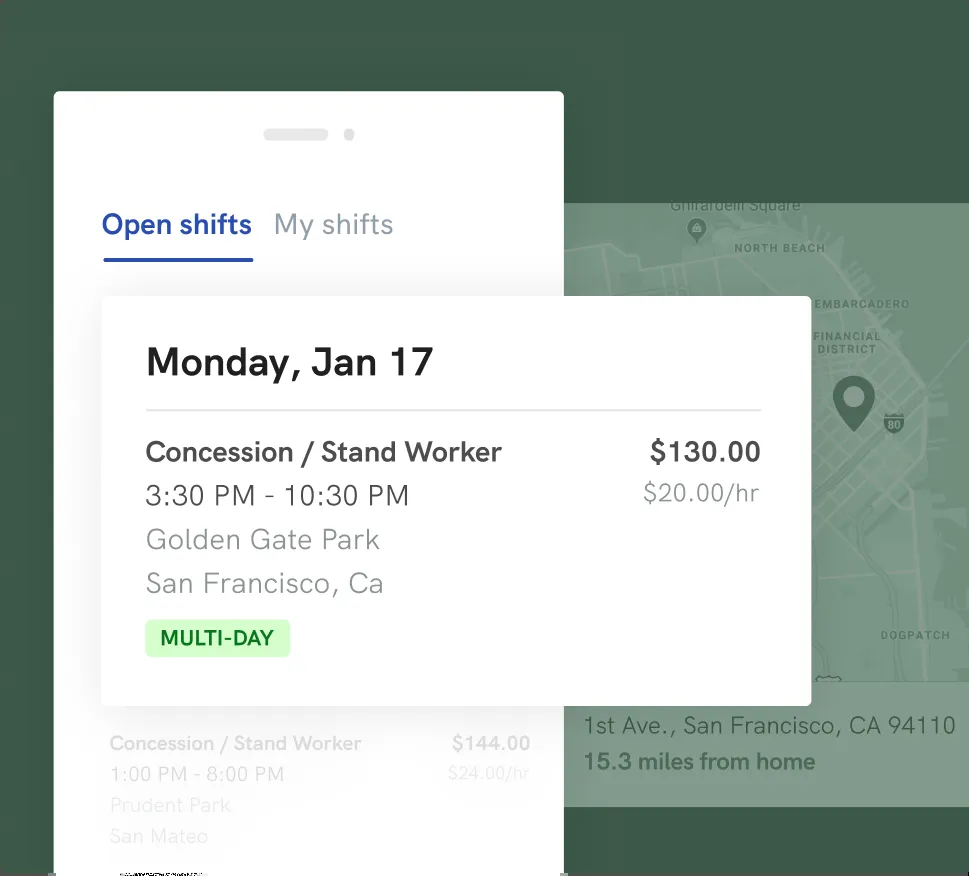 Open shifts My shifts
Monday, Jan 17
Concession / Stand Worker $130.00
3:30 PM - 10:30 PM $20.00/hr
Golden Gate Park
San Francisco, Ca
MULTI-DAY
Concession / Stand Worker $144.00
1:00 PM - 8:00 PM $24.00/hr
Prudent Park
San Mateo
Ghirardelli Square
NORTH BEACH
EMBARCADERO
FINANCIAL
DISTRICT
80
DOGPATCH
1st Ave., San Francisco, CA 94110
15.3 miles from home